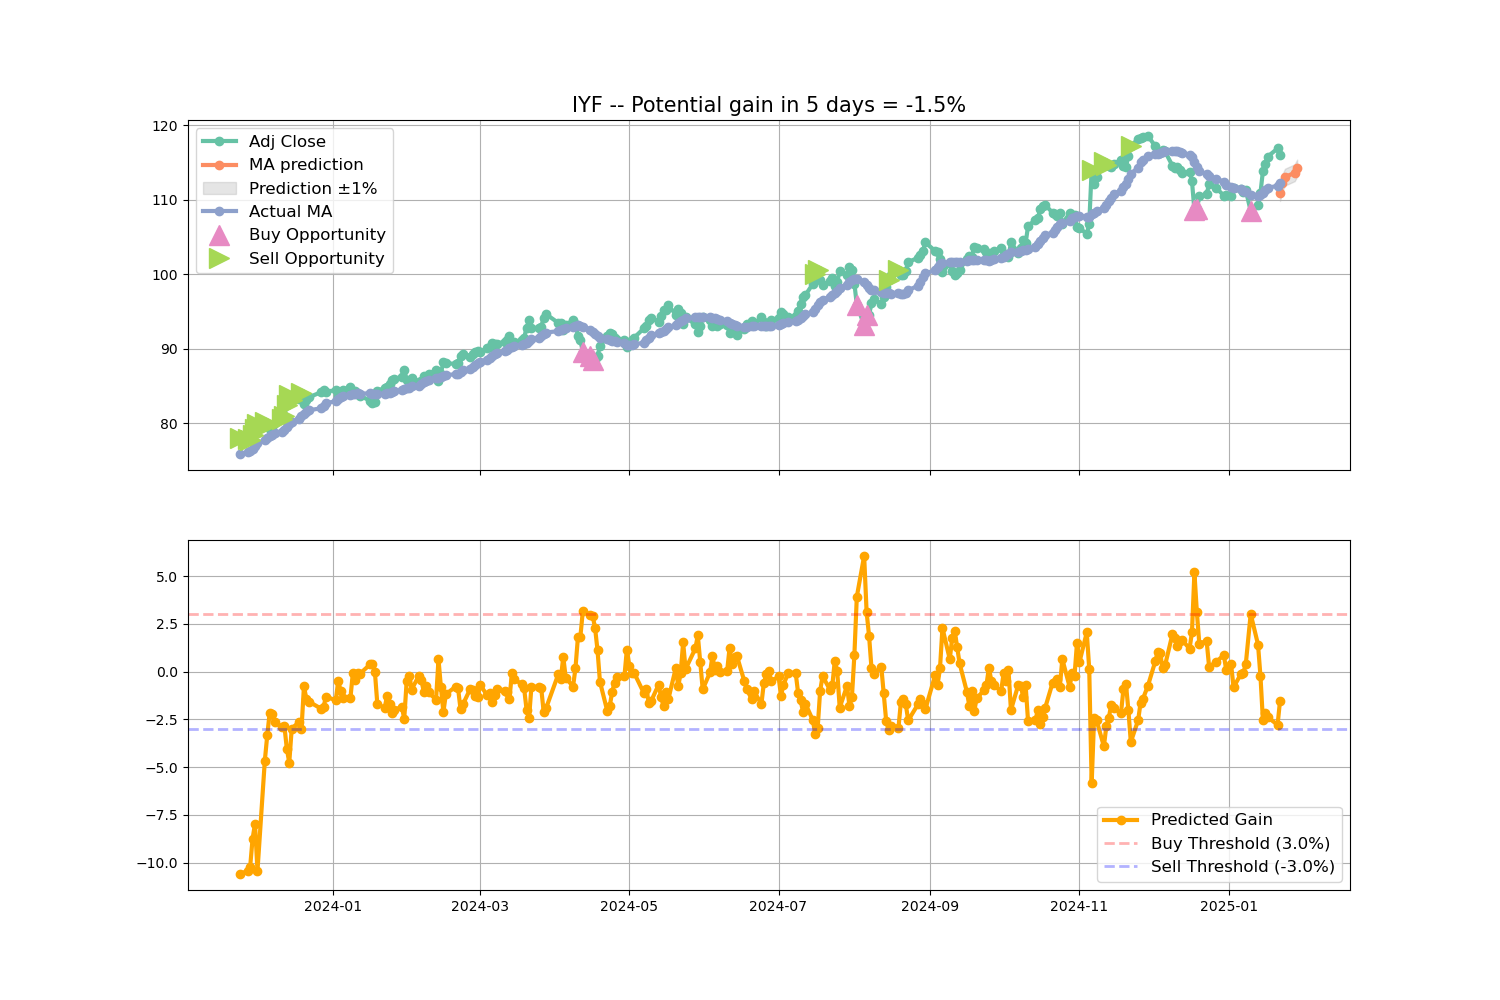 IYF -- Potential gain in 5 days = -1.5%
120
110
100
90
80
Adj Close
MA prediction
Prediction ±1%
Actual MA
Buy Opportunity
Sell Opportunity
5.0
2.5
0.0
−2.5
−5.0
−7.5
−10.0
Predicted Gain
Buy Threshold (3.0%)
Sell Threshold (-3.0%)
2024-01
2024-03
2024-05
2024-07
2024-09
2024-11
2025-01